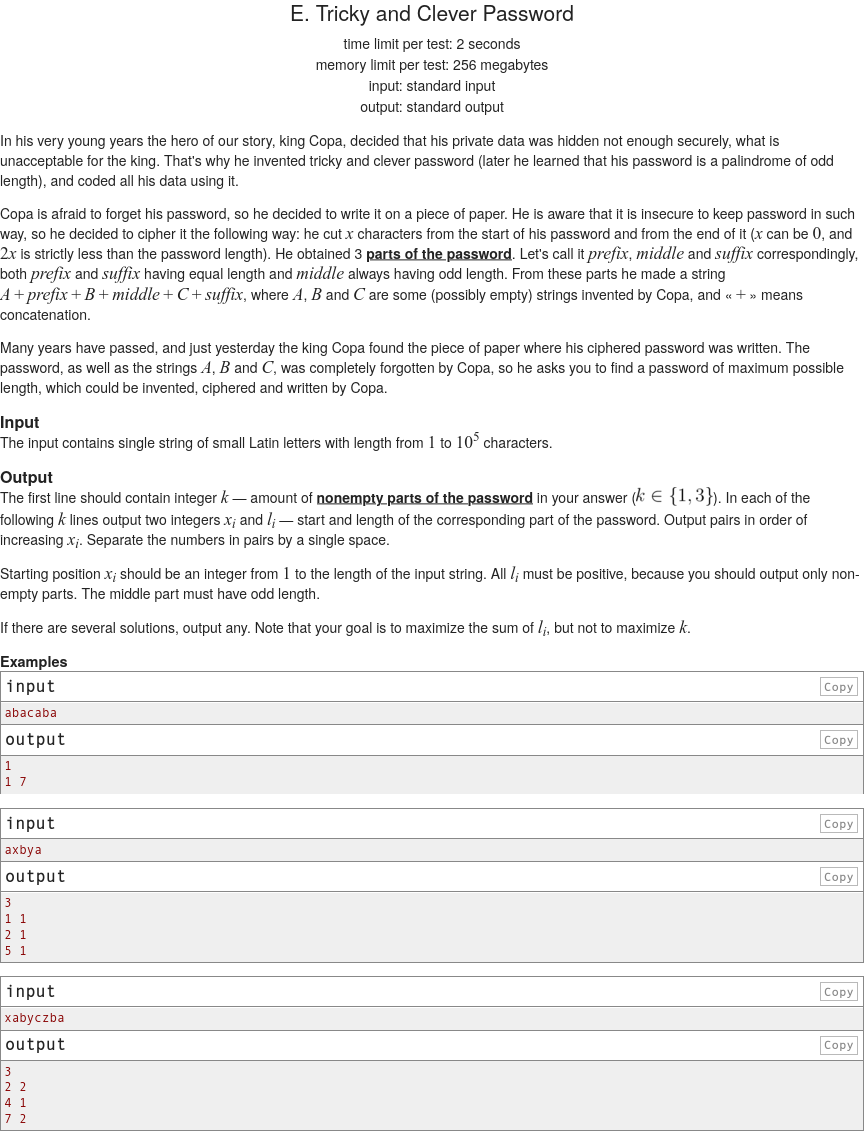 E. Tricky and Clever Password
time limit per test: 2 seconds
memory limit per test: 256 megabytes
input: standard input
output: standard output
In his very young years the hero of our story, king Copa, decided that his private data was hidden not enough securely, what is
unacceptable for the king. That's why he invented tricky and clever password (later he learned that his password is a palindrome of odd
length), and coded all his data using it.
Copa is afraid to forget his password, so he decided to write it on a piece of paper. He is aware that it is insecure to keep password in such
way, so he decided to cipher it the following way: he cut x characters from the start of his password and from the end of it (x can be 0, and
2x is strictly less than the password length). He obtained 3 parts of the password. Let's call it prefix, middle and suffix correspondingly,
both prefix and suffix having equal length and middle always having odd length. From these parts he made a string
A + prefix + B + middle + C + suffix, where A, B and C are some (possibly empty) strings invented by Copa, and « + » means
concatenation.
Many years have passed, and just yesterday the king Copa found the piece of paper where his ciphered password was written. The
password, as well as the strings A, B and C, was completely forgotten by Copa, so he asks you to find a password of maximum possible
length, which could be invented, ciphered and written by Copa.
Input
The input contains single string of small Latin letters with length from 1 to 10⁵ characters.
Output
The first line should contain integer k — amount of nonempty parts of the password in your answer (k ∈ {1, 3}). In each of the
following k lines output two integers xᵢ and lᵢ — start and length of the corresponding part of the password. Output pairs in order of
increasing xᵢ. Separate the numbers in pairs by a single space.
Starting position xᵢ should be an integer from 1 to the length of the input string. All lᵢ must be positive, because you should output only non-
empty parts. The middle part must have odd length.
If there are several solutions, output any. Note that your goal is to maximize the sum of lᵢ, but not to maximize k.
Examples
input Copy
abacaba
output Copy
1
1 7
input Copy
axbya
output Copy
3
1 1
2 1
5 1
input Copy
xabyczba
output Copy
3
2 2
4 1
7 2